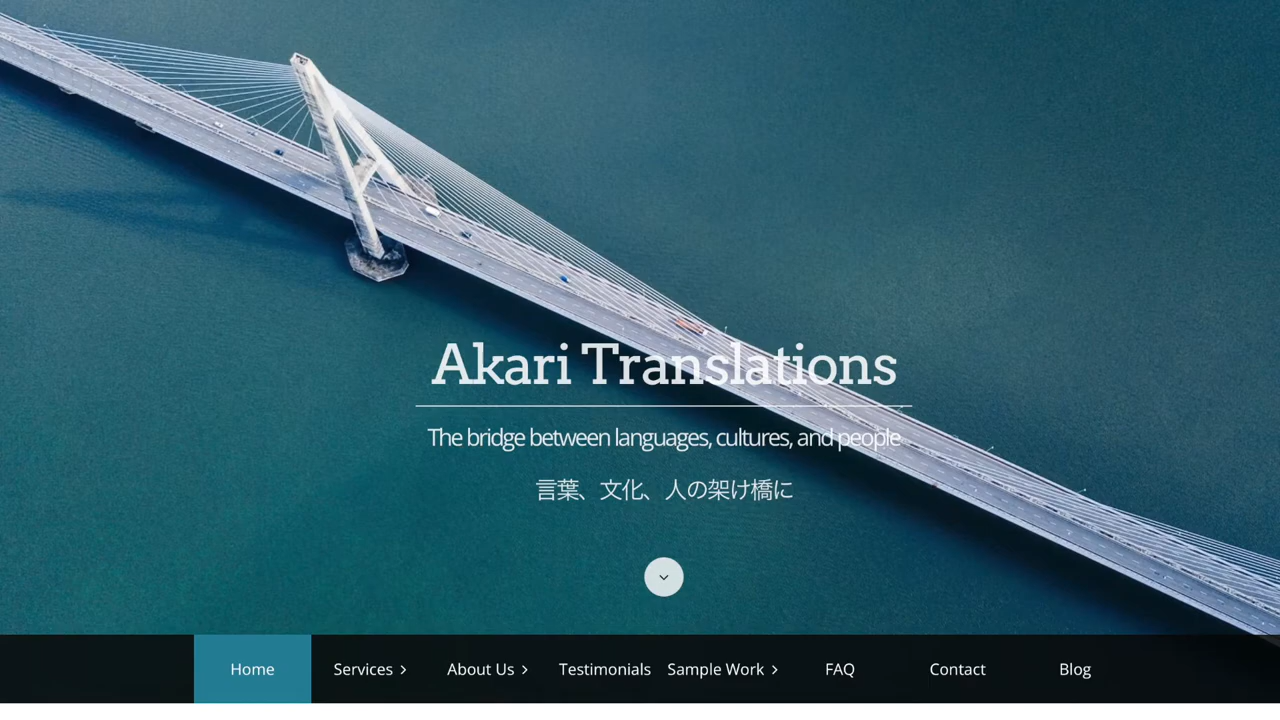 Akari Translations
The bridge between languages, cultures, and people
言葉、文化、人の架け橋に
Home Services About Us Testimonials Sample Work FAQ Contact Blog